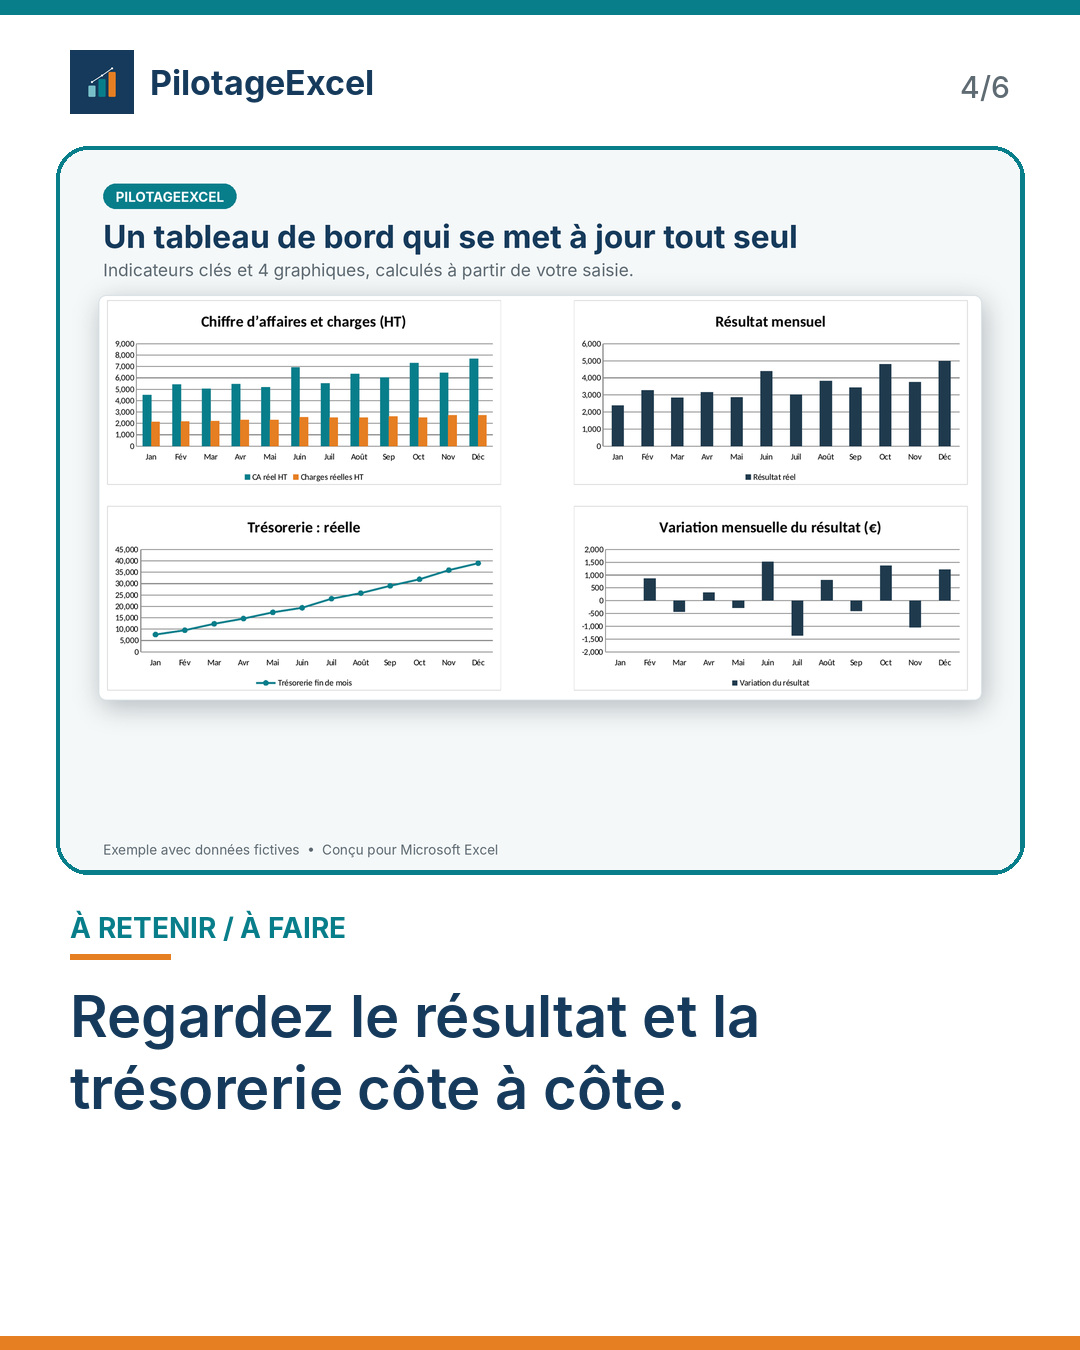 PilotageExcel
4/6
PILOTAGEEXCEL
Un tableau de bord qui se met à jour tout seul
Indicateurs clés et 4 graphiques, calculés à partir de votre saisie.
Chiffre d’affaires et charges (HT)
9,000
8,000
7,000
6,000
5,000
4,000
3,000
2,000
1,000
0
Jan Fév Mar Avr Mai Juin Juil Août Sep Oct Nov Déc
CA réel HT Charges réelles HT
Résultat mensuel
6,000
5,000
4,000
3,000
2,000
1,000
0
Jan Fév Mar Avr Mai Juin Juil Août Sep Oct Nov Déc
Résultat réel
Trésorerie : réelle
45,000
40,000
35,000
30,000
25,000
20,000
15,000
10,000
5,000
0
Jan Fév Mar Avr Mai Juin Juil Août Sep Oct Nov Déc
Trésorerie fin de mois
Variation mensuelle du résultat (€)
2,000
1,500
1,000
500
0
-500
-1,000
-1,500
-2,000
Jan Fév Mar Avr Mai Juin Juil Août Sep Oct Nov Déc
Variation du résultat
Exemple avec données fictives • Conçu pour Microsoft Excel
À RETENIR / À FAIRE
Regardez le résultat et la
trésorerie côte à côte.